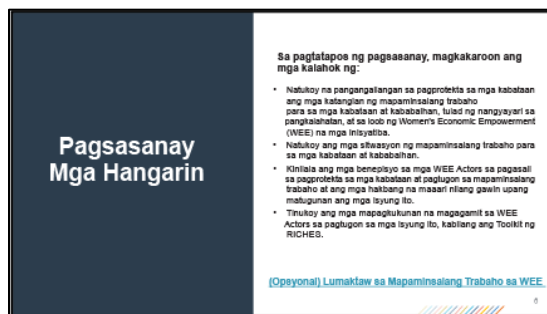 Pagsasanay
Mga Hangarin
Sa pagtatapos ng pagsasanay, magkakaroon ang
mga kalahok ng:
• Natukoy na pangangailangan sa pagprotekta sa mga kabataan
ang mga katangian ng mapaminsalang trabaho
para sa mga kabataan at kababaihan, tulad ng nangyayari sa
pangkalahatan, at sa loob ng Women's Economic Empowerment
(WEE) na mga inisyatiba.
• Natukoy ang mga sitwasyon ng mapaminsalang trabaho para
sa mga kabataan at kababaihan.
• Kinilala ang mga benepisyo sa mga WEE Actors sa pagsali
sa pagprotekta sa mga kabataan at pagtugon sa mapaminsalang
trabaho at ang mga hakbang na maaari nilang gawin upang
matugunan ang mga isyung ito.
• Tinukoy ang mga mapagkukunan na magagamit sa WEE
Actors sa pagtugon sa mga isyung ito, kabilang ang Toolkit ng
RICHES.
(Opsyonal) Lumaktaw sa Mapaminsalang Trabaho sa WEE
6